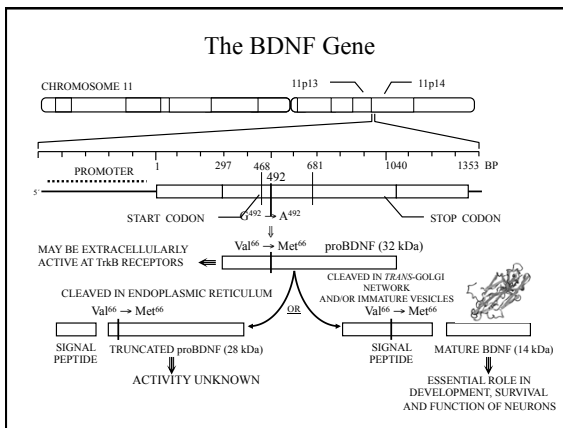 The BDNF Gene
CHROMOSOME 11
11p13
11p14
1
297
468
492
681
1040
1353 BP
PROMOTER
5´
START CODON
G⁴⁹² → A⁴⁹²
STOP CODON
⇓
Val⁶⁶ → Met⁶⁶
proBDNF (32 kDa)
MAY BE EXTRACELLULARLY
ACTIVE AT TrkB RECEPTORS
CLEAVED IN ENDOPLASMIC RETICULUM
Val⁶⁶ → Met⁶⁶
OR
CLEAVED IN TRANS-GOLGI
NETWORK
AND/OR IMMATURE VESICLES
Val⁶⁶ → Met⁶⁶
SIGNAL
PEPTIDE
TRUNCATED proBDNF (28 kDa)
SIGNAL
PEPTIDE
MATURE BDNF (14 kDa)
ACTIVITY UNKNOWN
ESSENTIAL ROLE IN
DEVELOPMENT, SURVIVAL
AND FUNCTION OF NEURONS